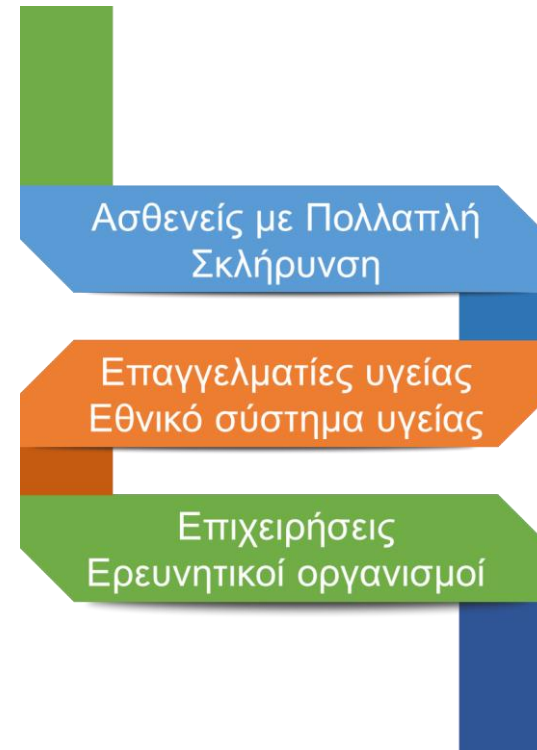 Ασθενείς με Πολλαπλή
Σκλήρυνση
Επαγγελματίες υγείας
Εθνικό σύστημα υγείας
Επιχειρήσεις
Ερευνητικοί οργανισμοί